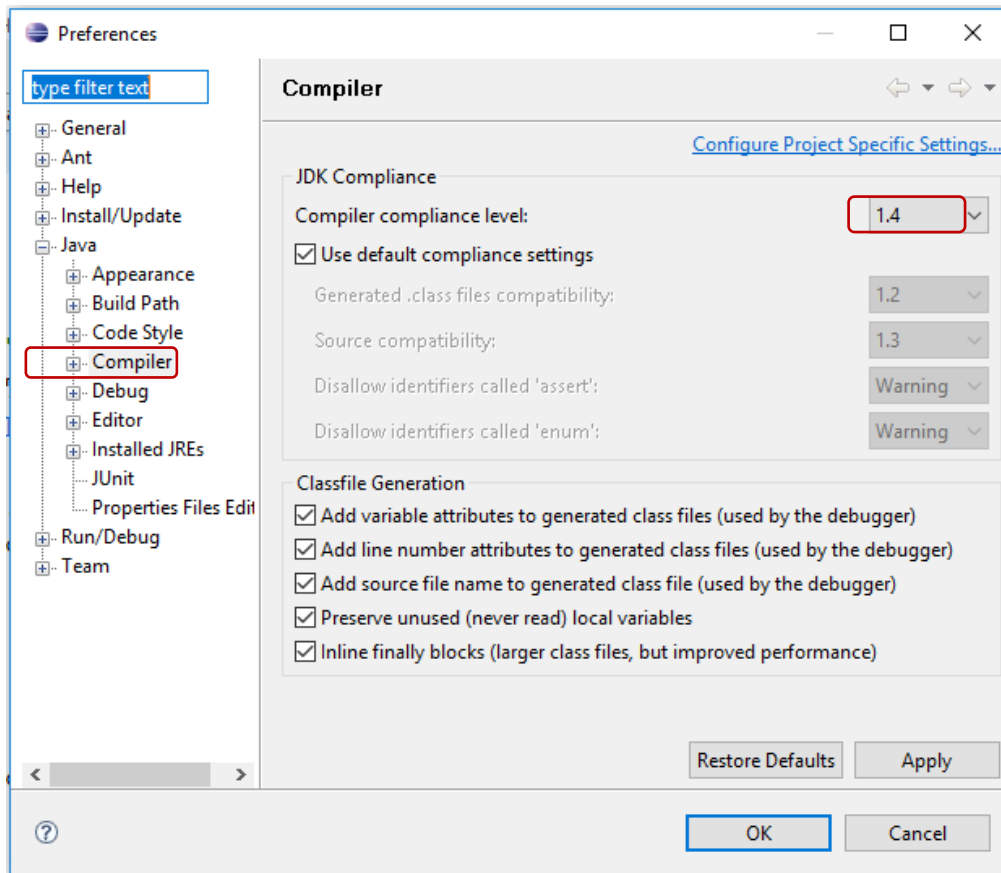 Preferences
type filter text
General
Ant
Help
Install/Update
Java
Appearance
Build Path
Code Style
Compiler
Debug
Editor
Installed JREs
JUnit
Properties Files Edit
Run/Debug
Team
Compiler
Configure Project Specific Settings...
JDK Compliance
Compiler compliance level: 1.4
Use default compliance settings
Generated .class files compatibility: 1.2
Source compatibility: 1.3
Disallow identifiers called 'assert': Warning
Disallow identifiers called 'enum': Warning
Classfile Generation
Add variable attributes to generated class files (used by the debugger)
Add line number attributes to generated class files (used by the debugger)
Add source file name to generated class file (used by the debugger)
Preserve unused (never read) local variables
Inline finally blocks (larger class files, but improved performance)
Restore Defaults Apply
OK Cancel